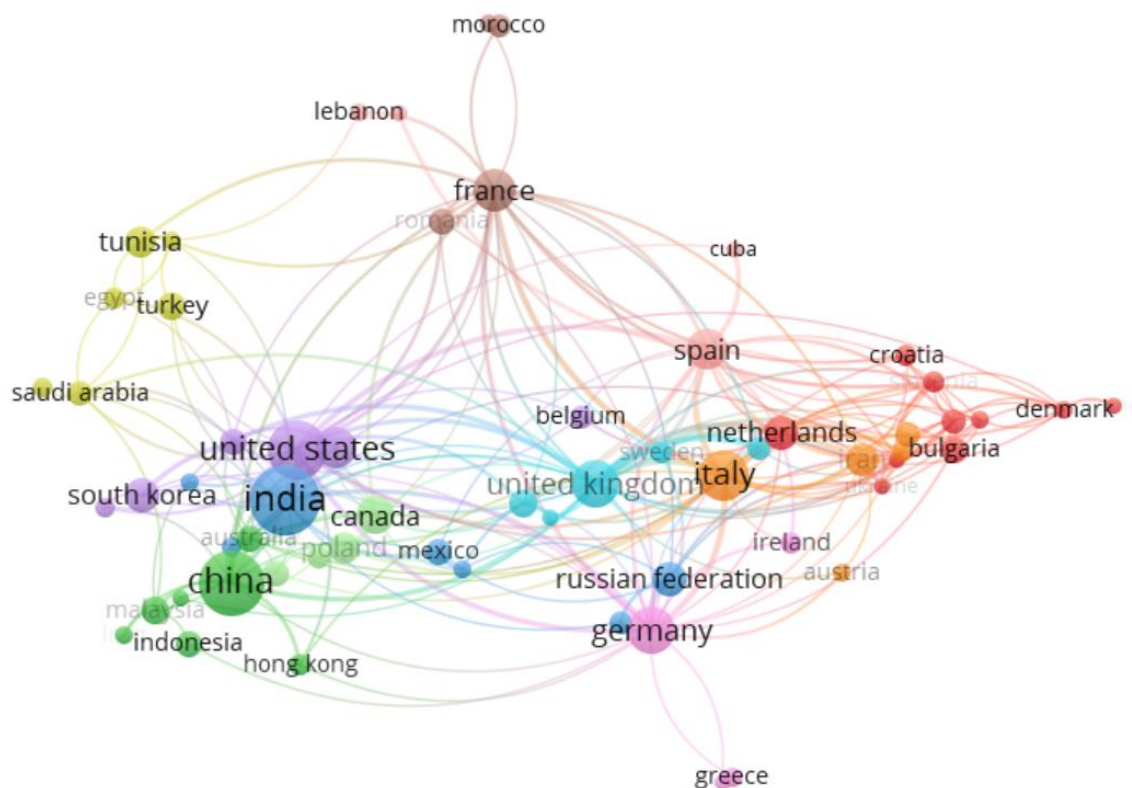 morocco
lebanon
france
romania
tunisia
cuba
egypt
turkey
spain
croatia
saudi arabia
denmark
belgium
netherlands
united states
bulgaria
sweden
iran
italy
united kingdom
ukraine
south korea
india
canada
australia
poland
mexico
ireland
austria
china
russian federation
malaysia
germany
indonesia
hong kong
greece